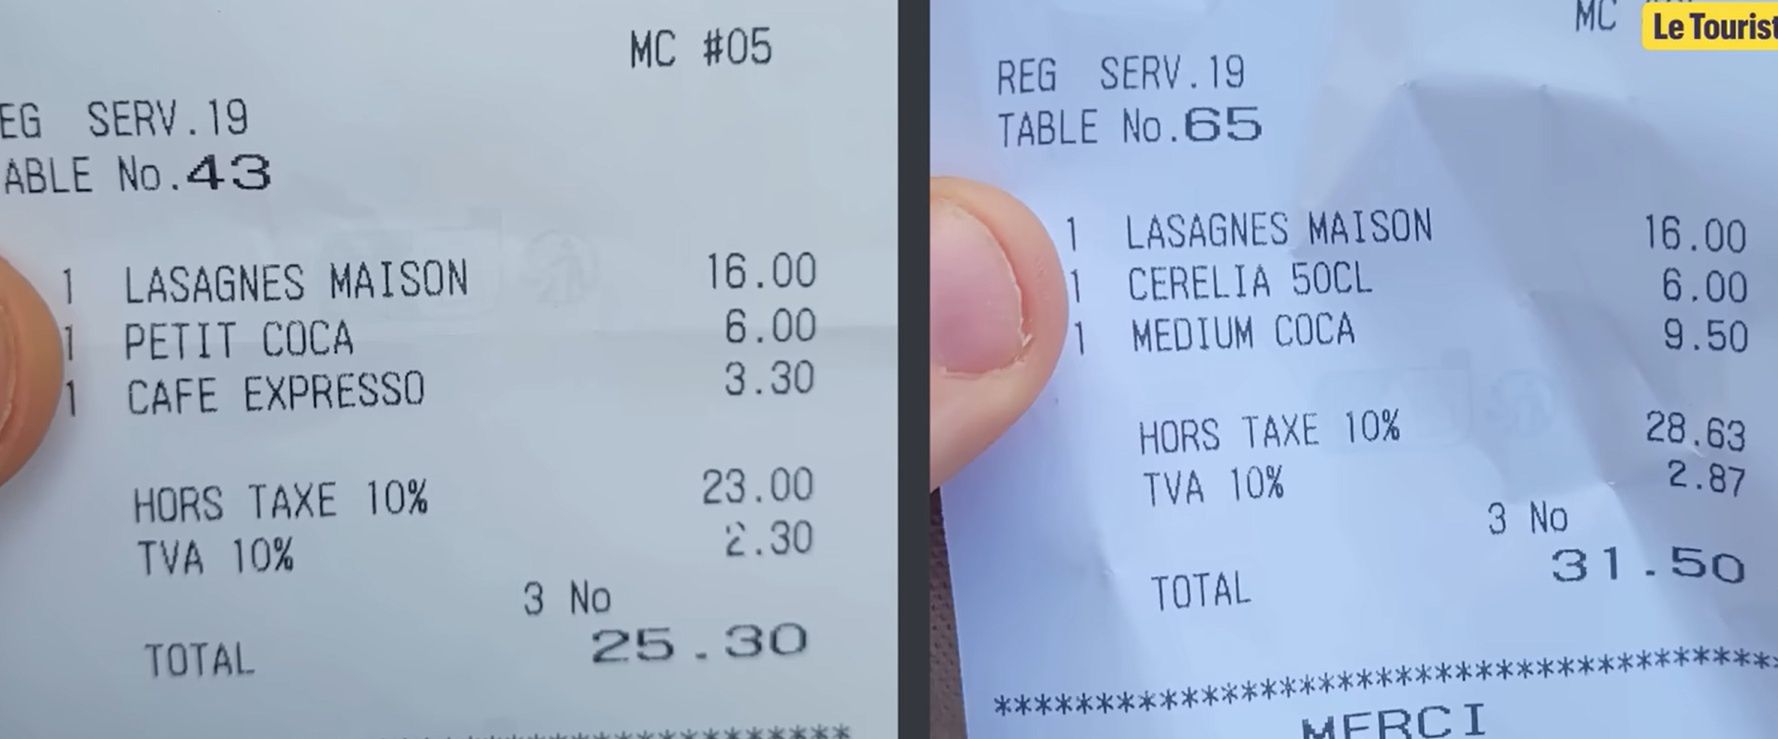 MC #05
EG SERV.19
ABLE No.43
1 LASAGNES MAISON 16.00
1 PETIT COCA 6.00
1 CAFE EXPRESSO 3.30
HORS TAXE 10% 23.00
TVA 10% 2.30
3 No
TOTAL 25.30
*****************
MC
Le Tourist
REG SERV.19
TABLE No.65
1 LASAGNES MAISON 16.00
1 CERELIA 50CL 6.00
1 MEDIUM COCA 9.50
HORS TAXE 10% 28.63
TVA 10% 2.87
3 No
TOTAL 31.50
**************************************
MERCI